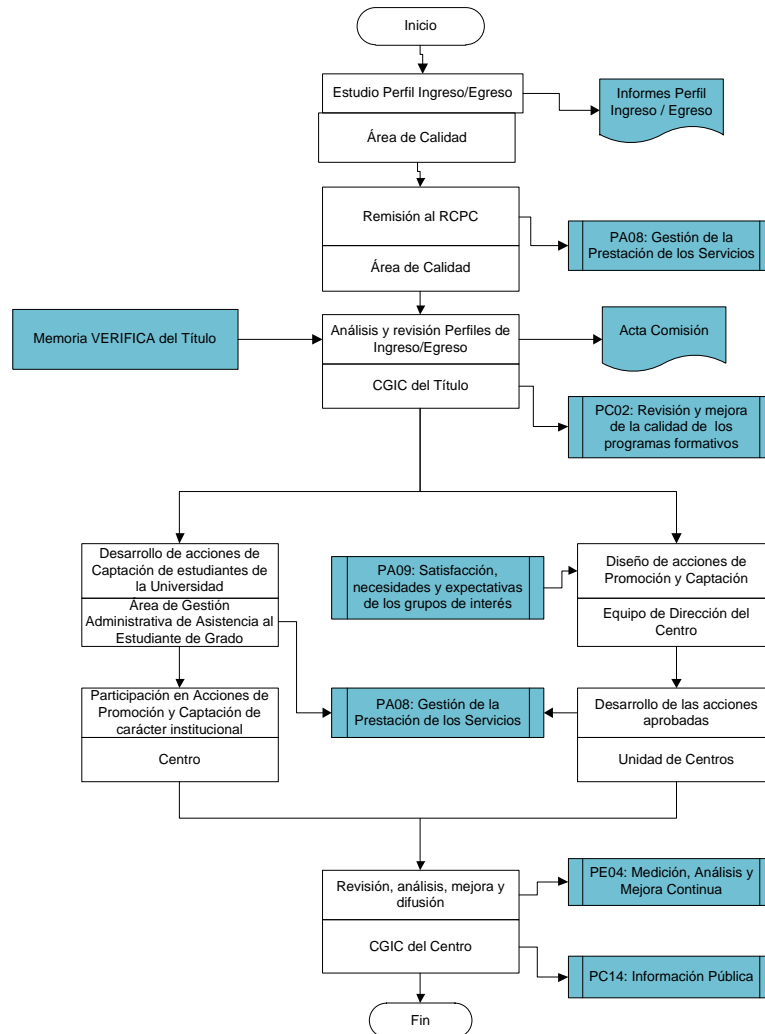 Inicio
Estudio Perfil Ingreso/Egreso
Área de Calidad
Informes Perfil
Ingreso / Egreso
Remisión al RCPC
Área de Calidad
PA08: Gestión de la
Prestación de los Servicios
Memoria VERIFICA del Título
Análisis y revisión Perfiles de
Ingreso/Egreso
CGIC del Título
Acta Comisión
PC02: Revisión y mejora
de la calidad de los
programas formativos
Desarrollo de acciones de
Captación de estudiantes de
la Universidad
Área de Gestión
Administrativa de Asistencia al
Estudiante de Grado
PA09: Satisfacción,
necesidades y expectativas
de los grupos de interés
Diseño de acciones de
Promoción y Captación
Equipo de Dirección del
Centro
Participación en Acciones de
Promoción y Captación de
carácter institucional
Centro
PA08: Gestión de la
Prestación de los Servicios
Desarrollo de las acciones
aprobadas
Unidad de Centros
Revisión, análisis, mejora y
difusión
CGIC del Centro
PE04: Medición, Análisis y
Mejora Continua
PC14: Información Pública
Fin